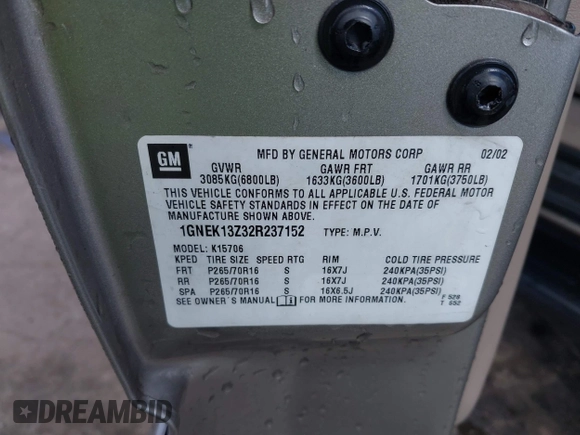 GM
MFD BY GENERAL MOTORS CORP 02/02
GVWR GAWR FRT GAWR RR
3085KG(6800LB) 1633KG(3600LB) 1701KG(3750LB)
THIS VEHICLE CONFORMS TO ALL APPLICABLE U.S. FEDERAL MOTOR
VEHICLE SAFETY STANDARDS IN EFFECT ON THE DATE OF
MANUFACTURE SHOWN ABOVE.
1GNEK13Z32R237152 TYPE: M.P.V.
MODEL: K15706
KPED TIRE SIZE SPEED RTG RIM COLD TIRE PRESSURE
FRT P265/70R16 S 16X7J 240KPA(35PSI)
RR P265/70R16 S 16X7J 240KPA(35PSI)
SPA P265/70R16 S 16X6.5J 240KPA(35PSI)
SEE OWNER'S MANUAL FOR MORE INFORMATION. F 528
T 652
DREAMBID